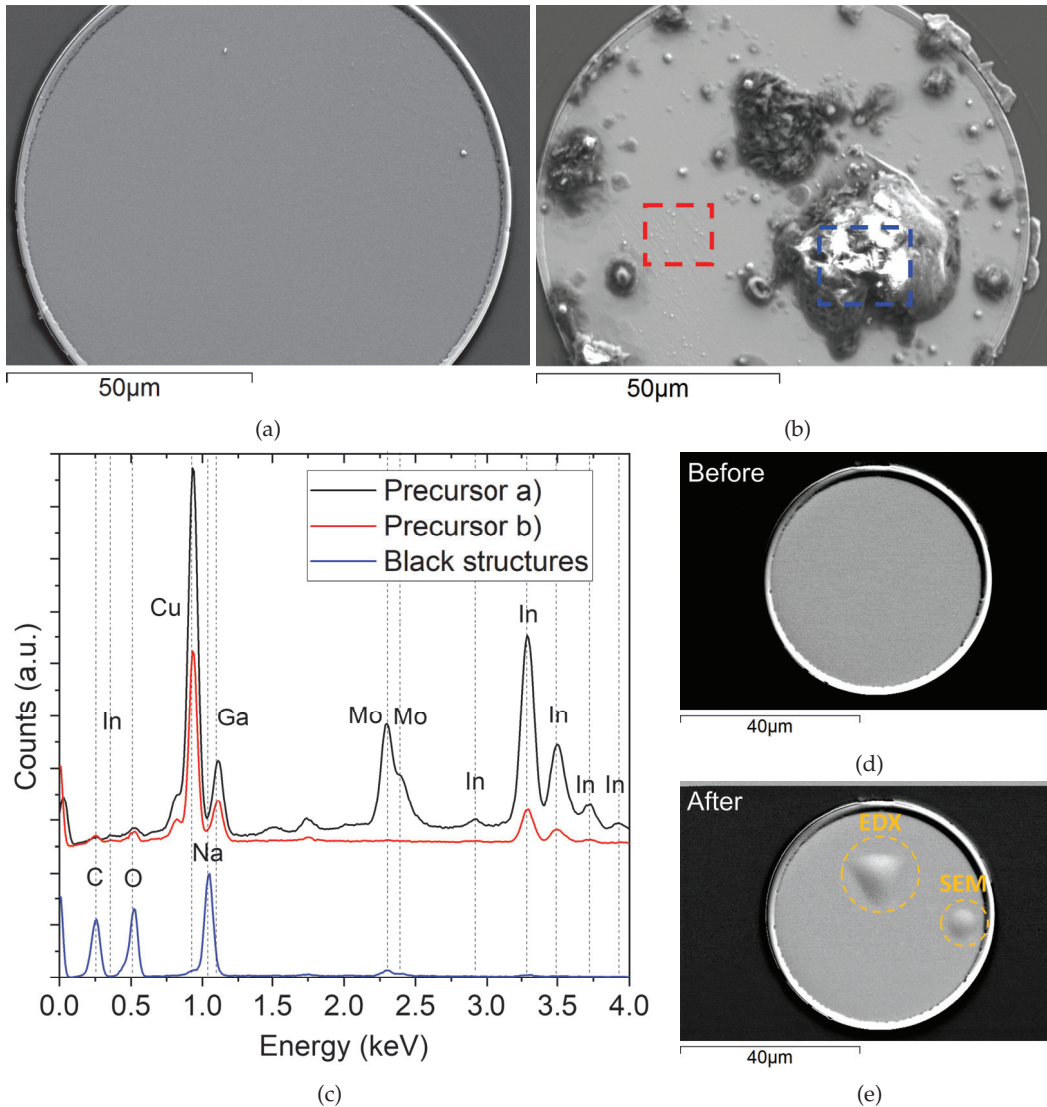 50µm
50µm
(a)
(b)
Precursor a)
Precursor b)
Black structures
Cu
In
Ga
Mo
Mo
In
In
In
In
In
C
O
Na
Counts (a.u.)
0.0 0.5 1.0 1.5 2.0 2.5 3.0 3.5 4.0
Energy (keV)
(c)
Before
40µm
(d)
After
EDX
SEM
40µm
(e)